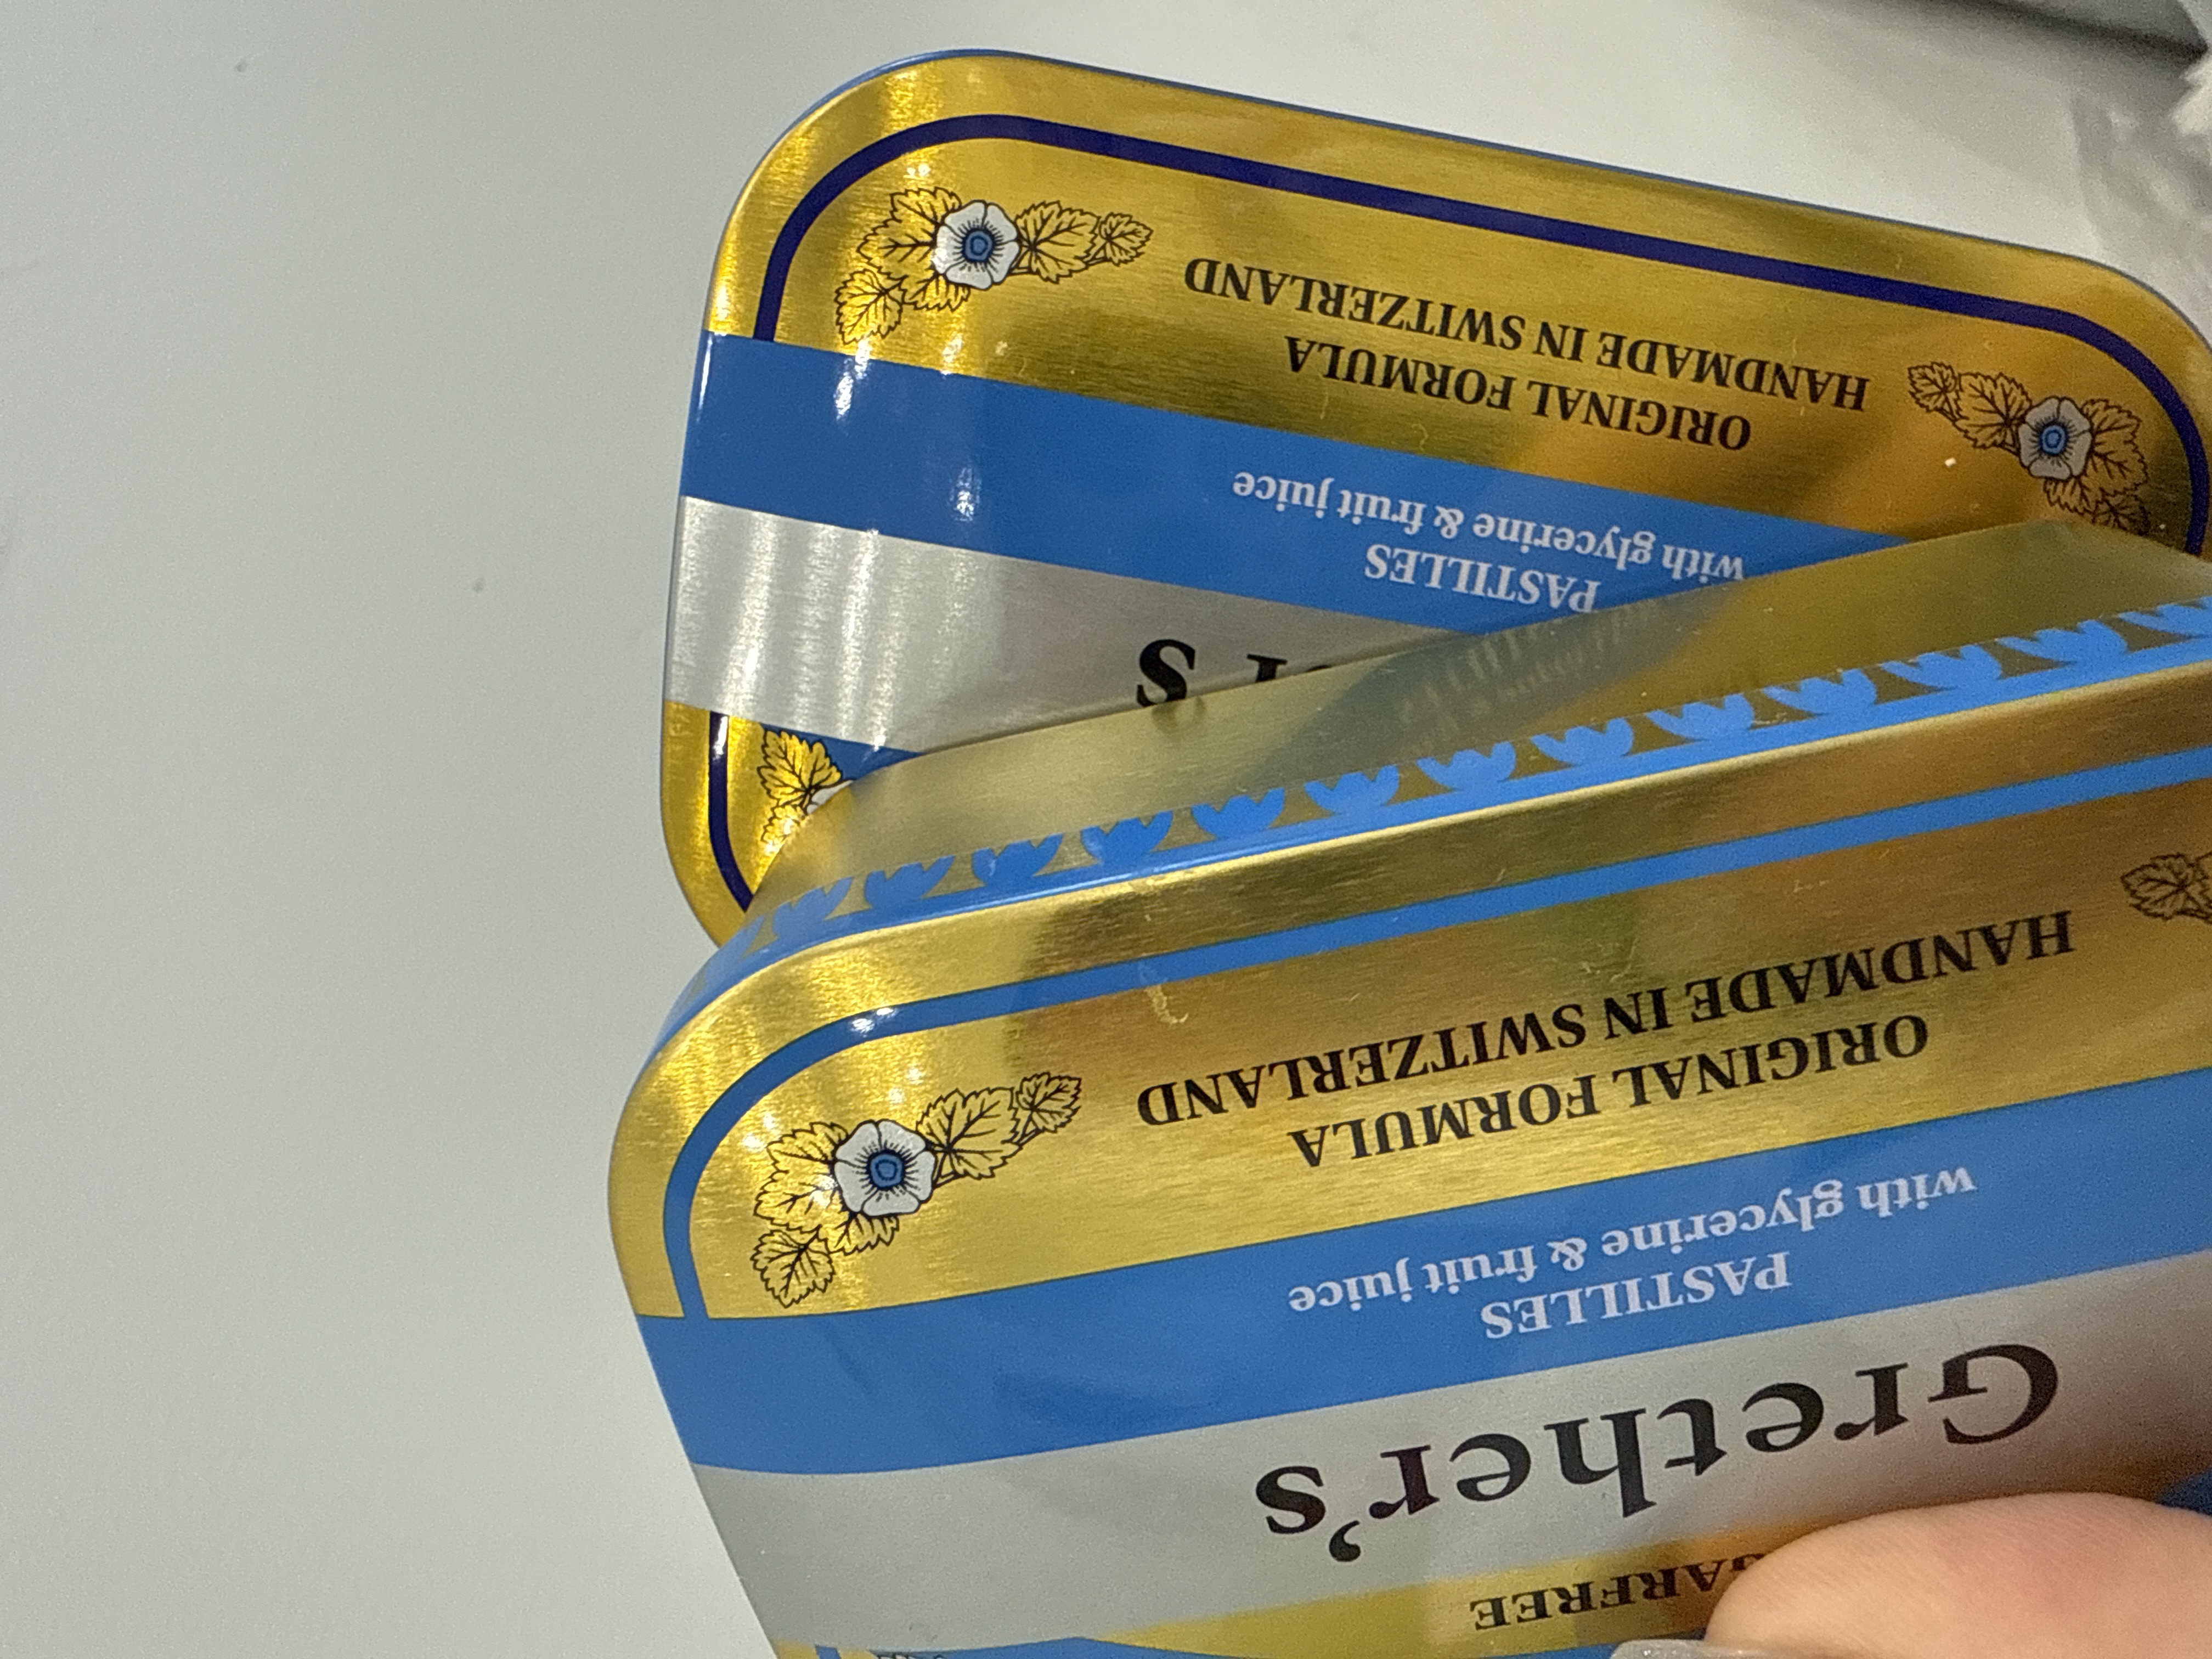 GARFREE
Grether's
PASTILLES
with glycerine & fruit juice
ORIGINAL FORMULA
HANDMADE IN SWITZERLAND
PASTILLES
with glycerine & fruit juice
ORIGINAL FORMULA
HANDMADE IN SWITZERLAND